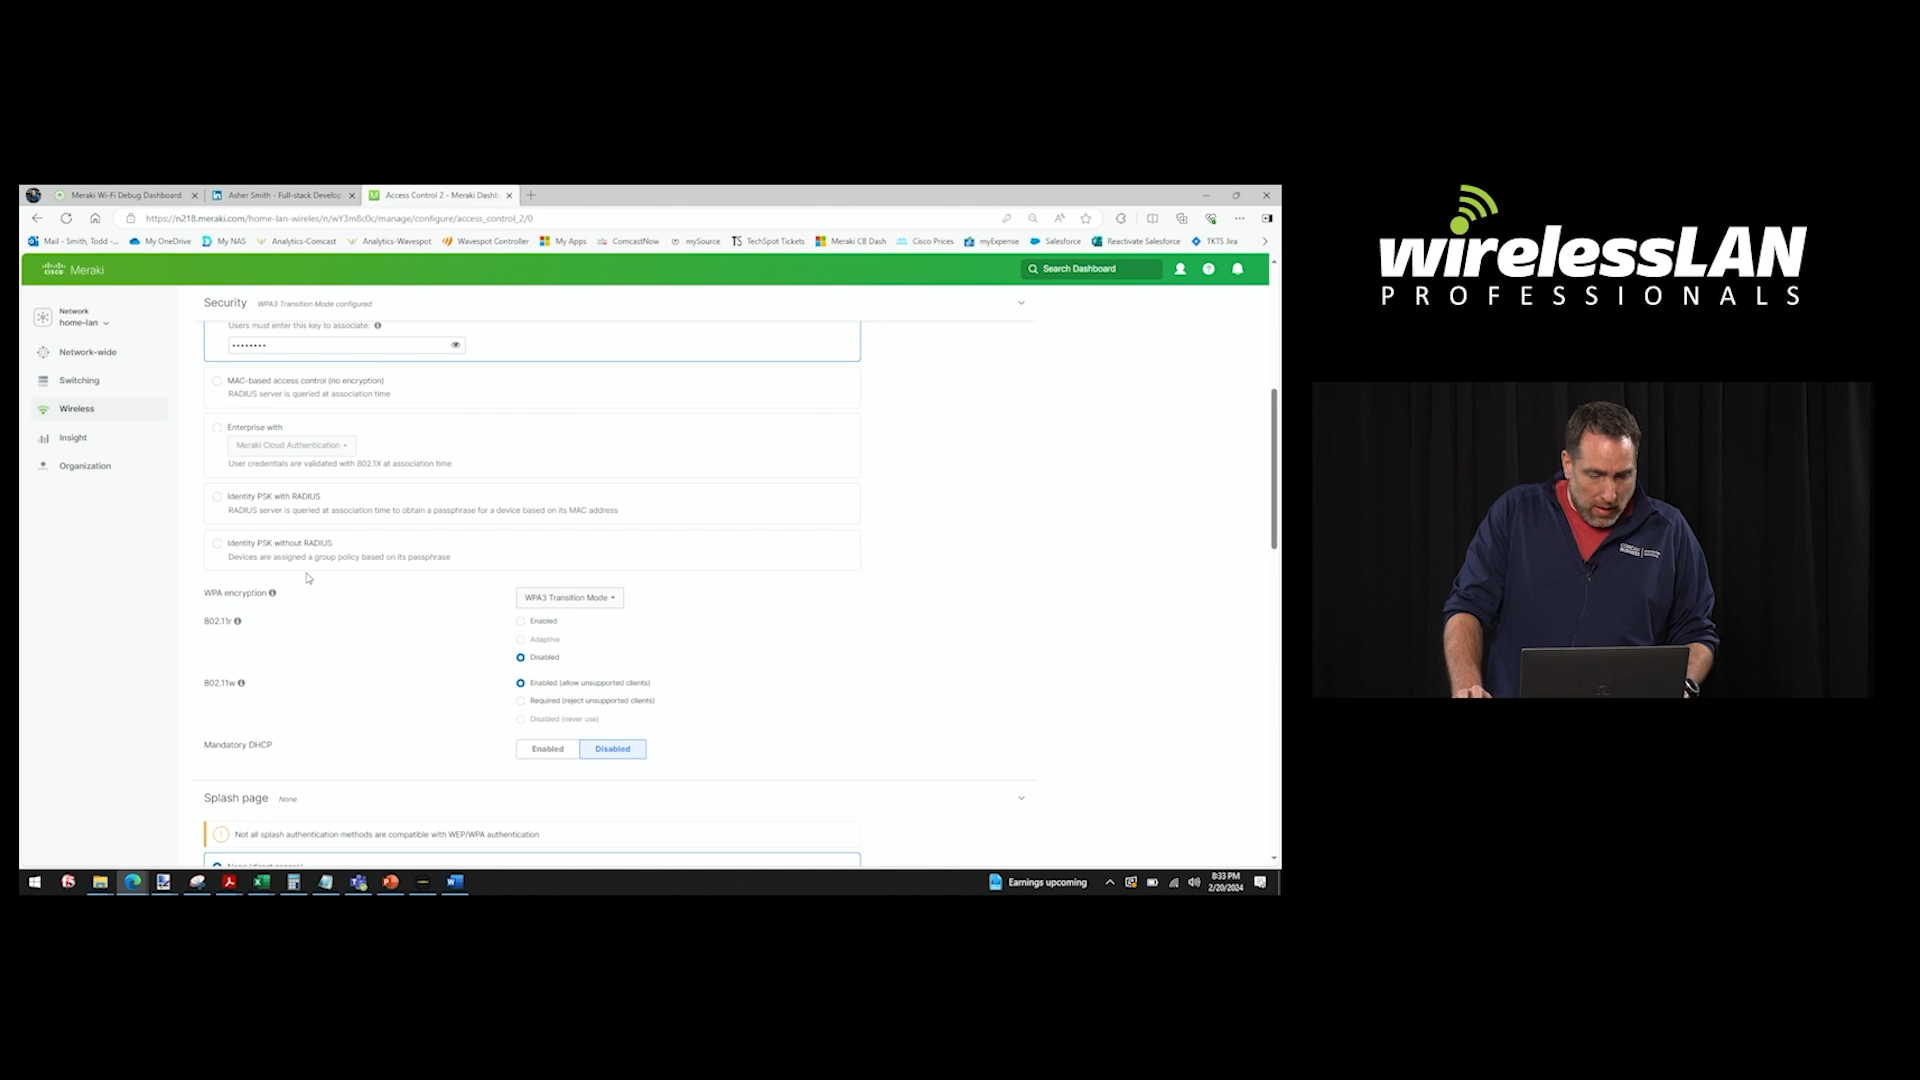 Meraki Wi-Fi Debug Dashboard
Asher Smith - Full-stack Develop
Access Control 2 - Meraki Dashb
https://n218.meraki.com/home-lan-wireles/n/wY3m8c0c/manage/configure/access_control_2/0
Mail - Smith, Todd -...
My OneDrive
My NAS
Analytics-Comcast
Analytics-Wavespot
Wavespot Controller
My Apps
ComcastNow
mySource
TS TechSpot Tickets
Meraki CB Dash
Cisco Prices
myExpense
Salesforce
Reactivate Salesforce
TKTS Jira
CISCO Meraki
Search Dashboard
Network
home-lan
Network-wide
Switching
Wireless
Insight
Organization
Security WPA3 Transition Mode configured
Users must enter this key to associate:
••••••••
MAC-based access control (no encryption)
RADIUS server is queried at association time
Enterprise with
Meraki Cloud Authentication
User credentials are validated with 802.1X at association time
Identity PSK with RADIUS
RADIUS server is queried at association time to obtain a passphrase for a device based on its MAC address
Identity PSK without RADIUS
Devices are assigned a group policy based on its passphrase
WPA encryption
WPA3 Transition Mode
802.11r
Enabled
Adaptive
Disabled
802.11w
Enabled (allow unsupported clients)
Required (reject unsupported clients)
Disabled (never use)
Mandatory DHCP
Enabled
Disabled
Splash page None
Not all splash authentication methods are compatible with WEP/WPA authentication
None (direct access)
Earnings upcoming
8:33 PM
2/20/2024
wirelessLAN
PROFESSIONALS